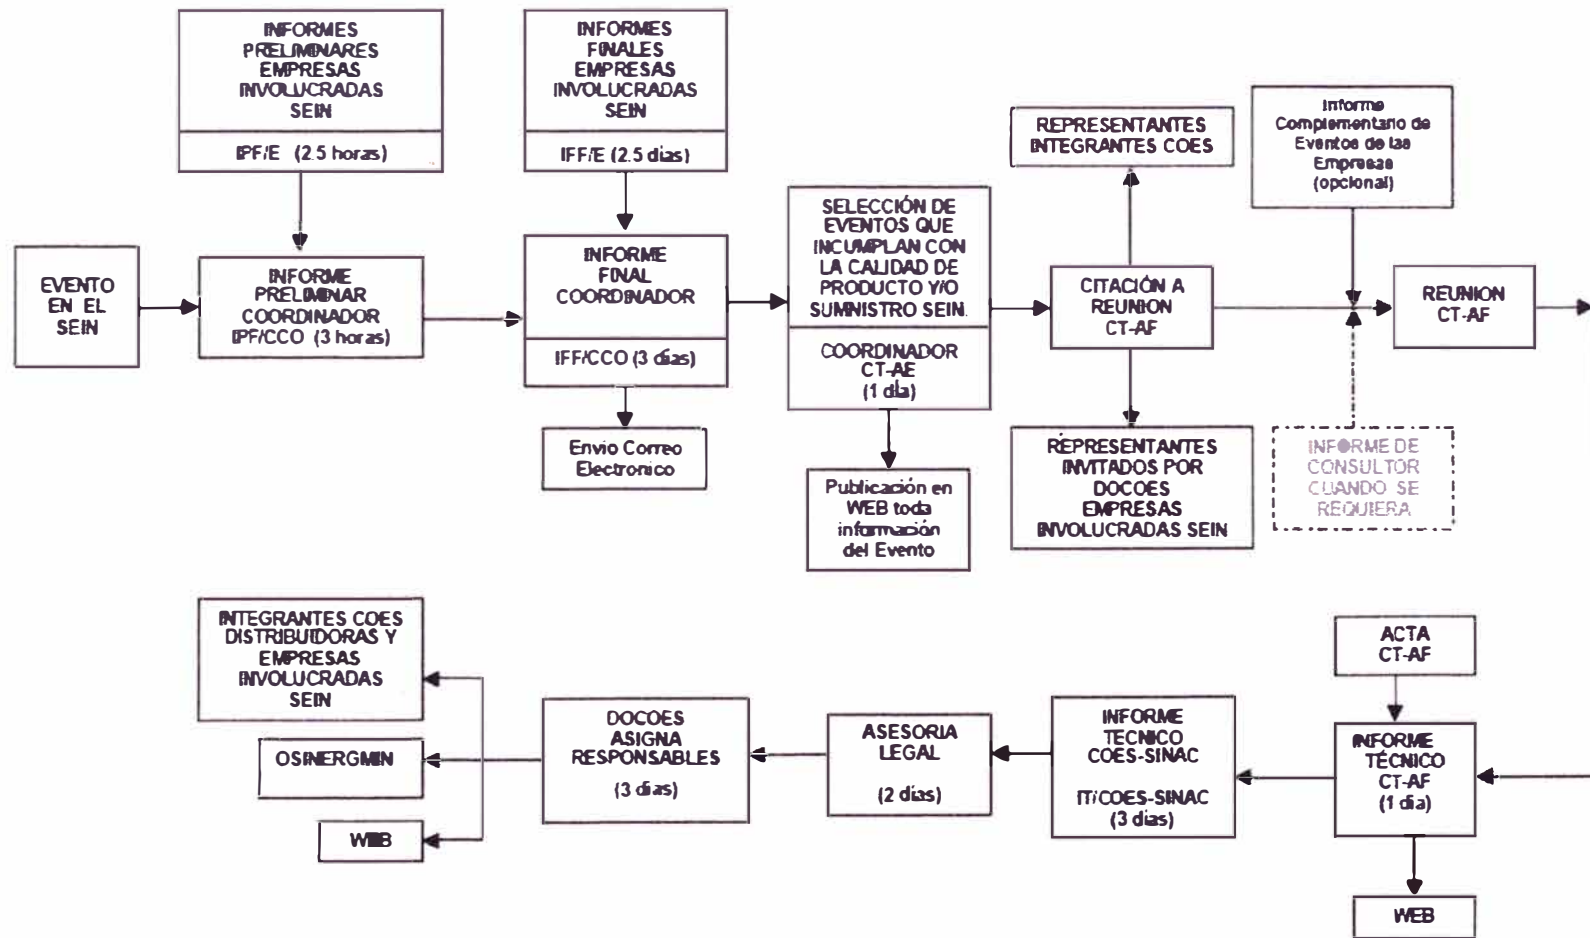 INFORMES
PRELIMINARES
EMPRESAS
INVOLUCRADAS
SEIN
IPF/E (2.5 horas)
INFORMES
FINALES
EMPRESAS
INVOLUCRADAS
SEIN
IFF/E (2.5 días)
EVENTO
EN EL
SEIN
INFORME
PRELIMINAR
COORDINADOR
IPF/CCO (3 horas)
INFORME
FINAL
COORDINADOR
IFF/CCO (3 días)
Envio Correo
Electronico
SELECCIÓN DE
EVENTOS QUE
INCUMPLAN CON
LA CALIDAD DE
PRODUCTO Y/O
SUMINISTRO SEIN.
COORDINADOR
CT-AE
(1 día)
Publicación en
WEB toda
información
del Evento
REPRESENTANTES
INTEGRANTES COES
CITACIÓN A
REUNION
CT-AF
REPRESENTANTES
INVITADOS POR
DOCOES
EMPRESAS
INVOLUCRADAS SEIN
Informe
Complementario de
Eventos de las
Empresas
(opcional)
INFORME DE
CONSULTOR
CUANDO SE
REQUIERA
REUNION
CT-AF
INTEGRANTES COES
DISTRIBUIDORAS Y
EMPRESAS
INVOLUCRADAS
SEIN
OSINERGMIN
WEB
DOCOES
ASIGNA
RESPONSABLES
(3 días)
ASESORIA
LEGAL
(2 días)
INFORME
TECNICO
COES-SINAC
IT/COES-SINAC
(3 días)
ACTA
CT-AF
INFORME
TÉCNICO
CT-AF
(1 día)
WEB